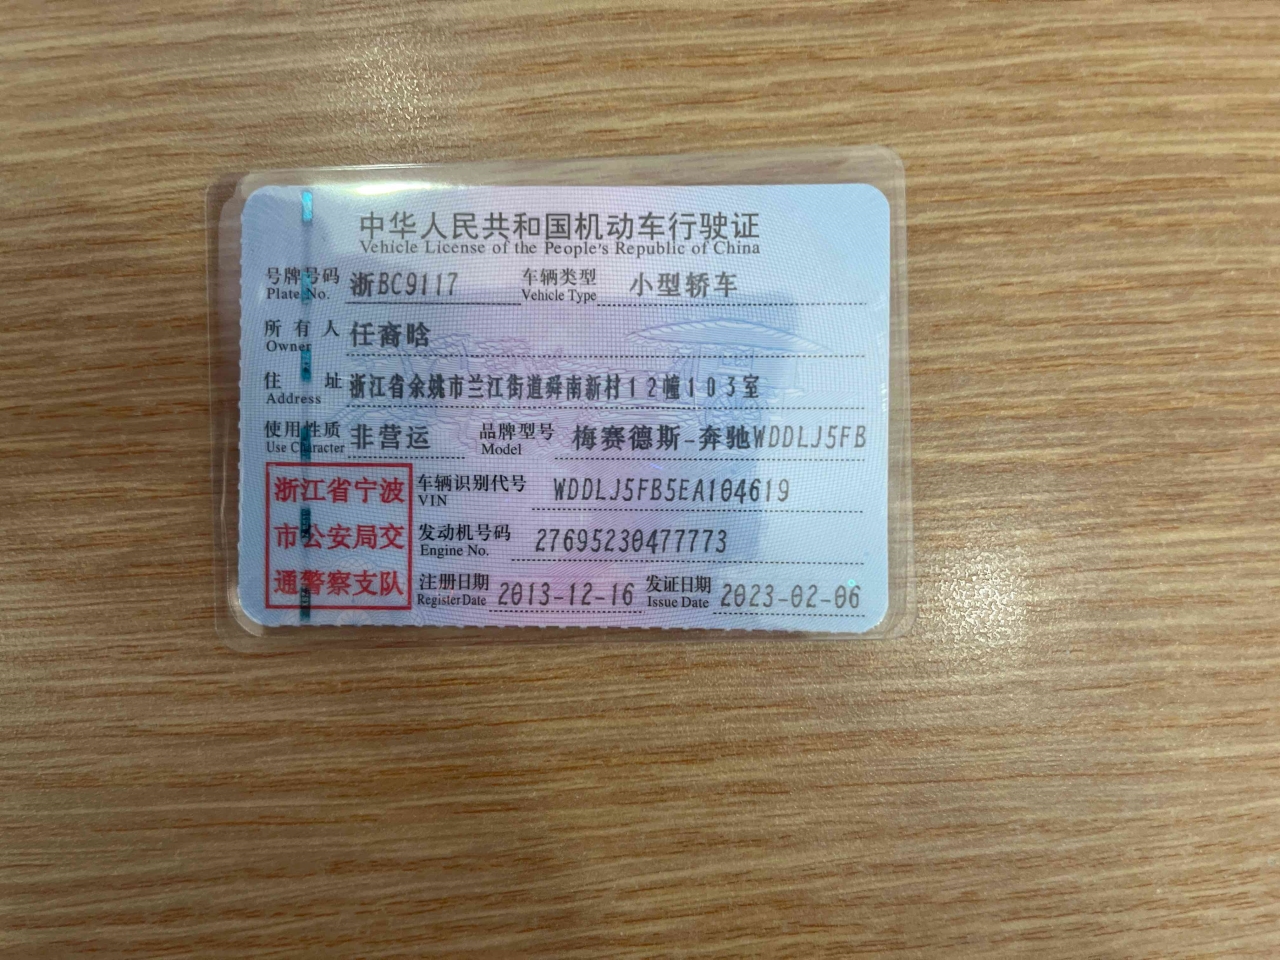 中华人民共和国机动车行驶证
Vehicle License of the People's Republic of China
号牌号码 浙BC9117 车辆类型 小型轿车
Plate No. Vehicle Type
所有人 任裔晗
Owner
住址 浙江省余姚市兰江街道舜南新村12幢103室
Address
使用性质 非营运 品牌型号 梅赛德斯-奔驰WDDLJ5FB
Use Character Model
浙江省宁波
市公安局交
通警察支队
车辆识别代号 WDDLJ5FB5EA104619
VIN
发动机号码 27695230477773
Engine No.
注册日期 2013-12-16 发证日期 2023-02-06
Register Date Issue Date